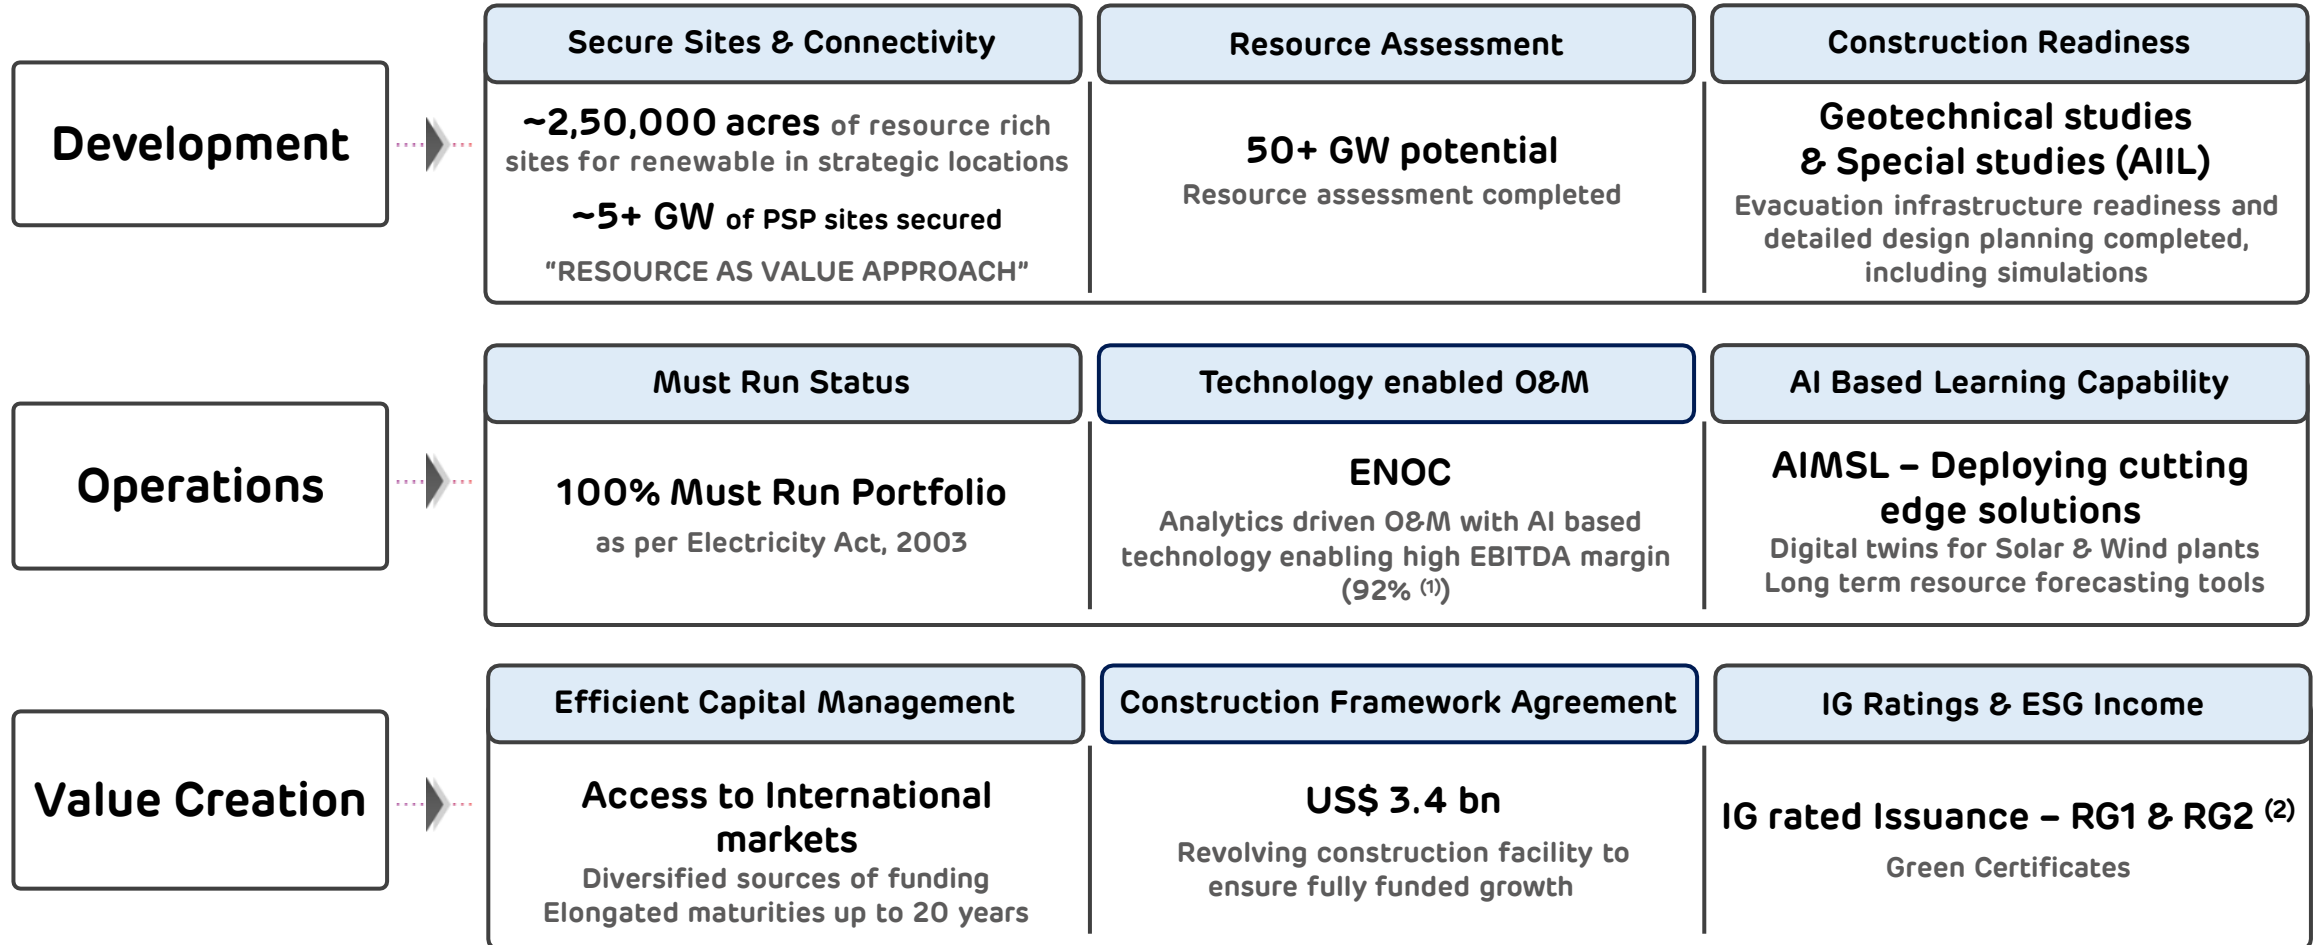 Development
Secure Sites & Connectivity
~2,50,000 acres of resource rich
sites for renewable in strategic locations
~5+ GW of PSP sites secured
“RESOURCE AS VALUE APPROACH”
Resource Assessment
50+ GW potential
Resource assessment completed
Construction Readiness
Geotechnical studies
& Special studies (AIIL)
Evacuation infrastructure readiness and
detailed design planning completed,
including simulations
Operations
Must Run Status
100% Must Run Portfolio
as per Electricity Act, 2003
Technology enabled O&M
ENOC
Analytics driven O&M with AI based
technology enabling high EBITDA margin
(92% (1))
AI Based Learning Capability
AIMSL – Deploying cutting
edge solutions
Digital twins for Solar & Wind plants
Long term resource forecasting tools
Value Creation
Efficient Capital Management
Access to International
markets
Diversified sources of funding
Elongated maturities up to 20 years
Construction Framework Agreement
US$ 3.4 bn
Revolving construction facility to
ensure fully funded growth
IG Ratings & ESG Income
IG rated Issuance – RG1 & RG2 (2)
Green Certificates